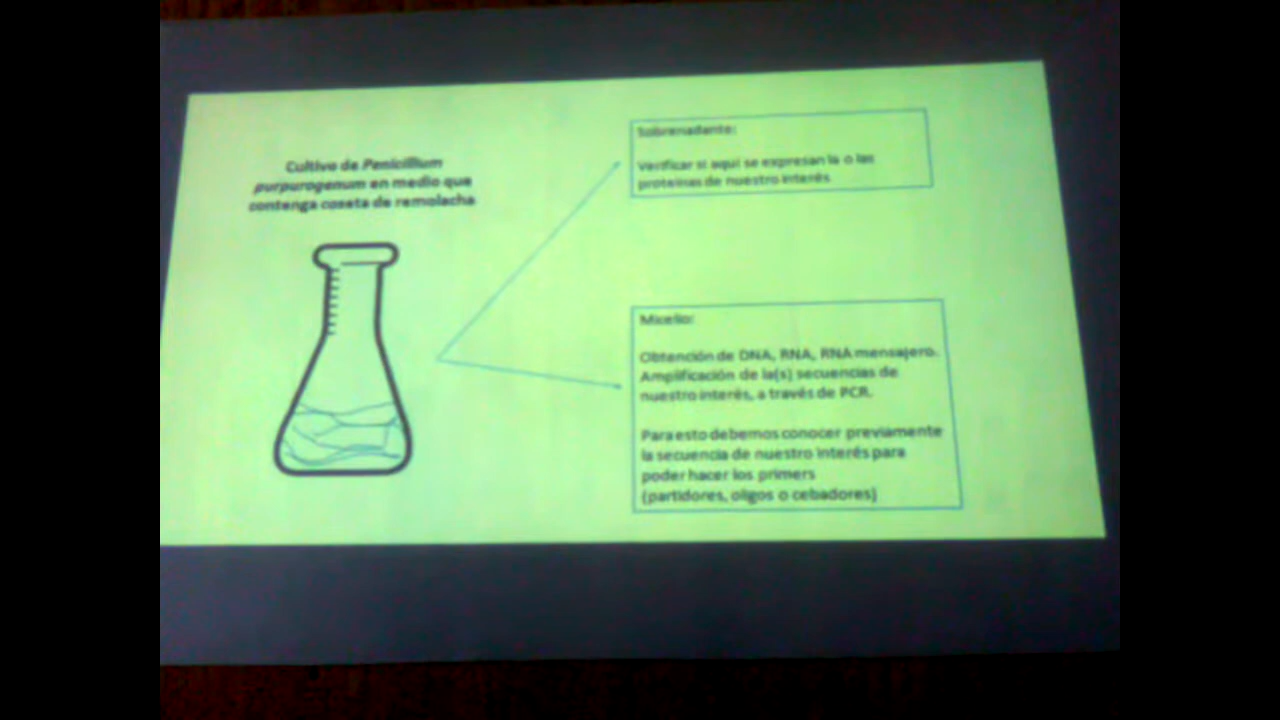 Cultivo de Penicillium
purpurogenum en medio que
contenga coseta de remolacha
Sobrenadante:
Verificar si aquí se expresan la o las
proteínas de nuestro interés
Micelio:
Obtención de DNA, RNA, RNA mensajero.
Amplificación de la(s) secuencias de
nuestro interés, a través de PCR.
Para esto debemos conocer previamente
la secuencia de nuestro interés para
poder hacer los primers
(partidores, oligos o cebadores)